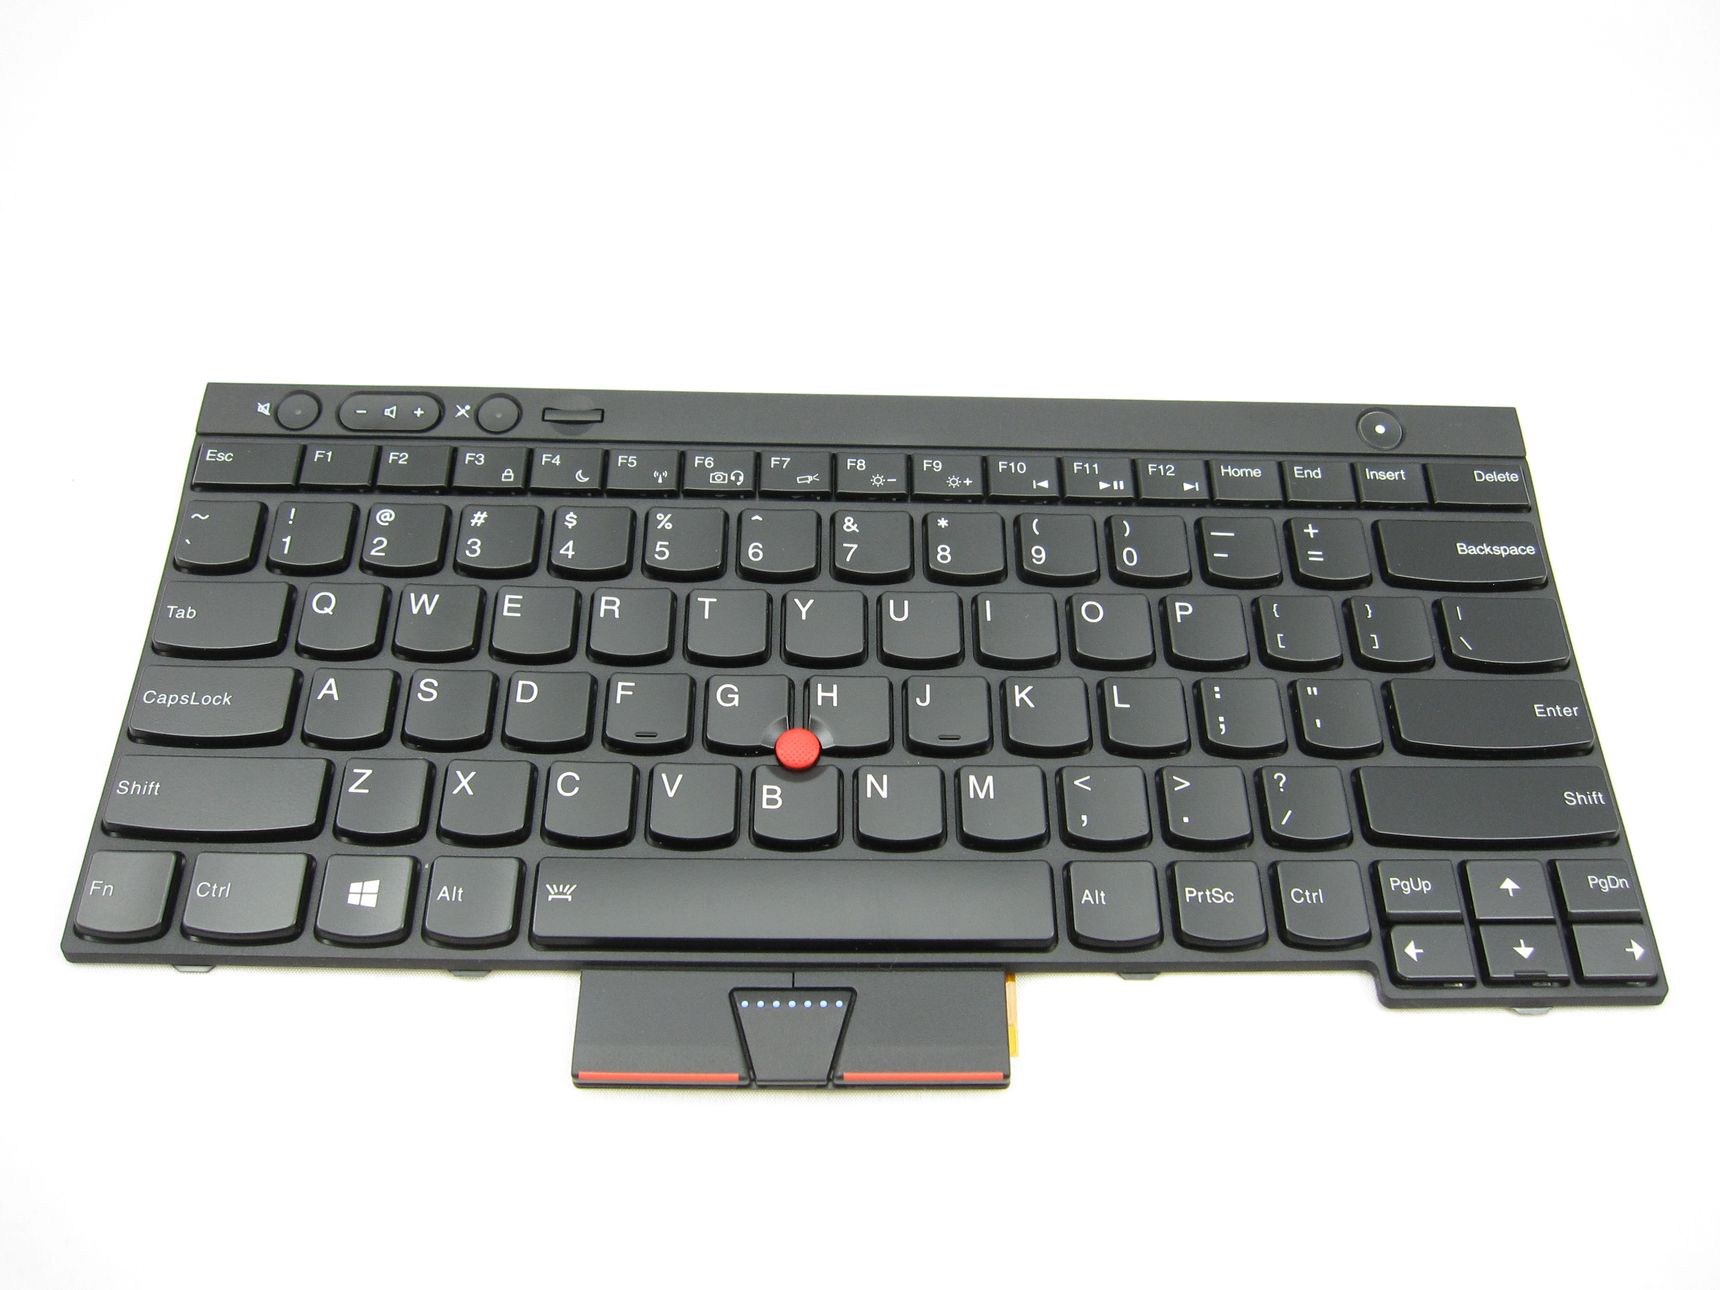 - +
Esc F1 F2 F3 F4 F5 F6 F7 F8 - F9 + F10 F11 F12 Home End Insert Delete
~ ! @ # $ % ^ & * ( ) — +
` 1 2 3 4 5 6 7 8 9 0 - = Backspace
Tab Q W E R T Y U I O P { } |
[ ] \
CapsLock A S D F G H J K L : " Enter
; '
Shift Z X C V B N M < > ? Shift
, . /
Fn Ctrl Alt Alt PrtSc Ctrl PgUp ↑ PgDn
← ↓ →